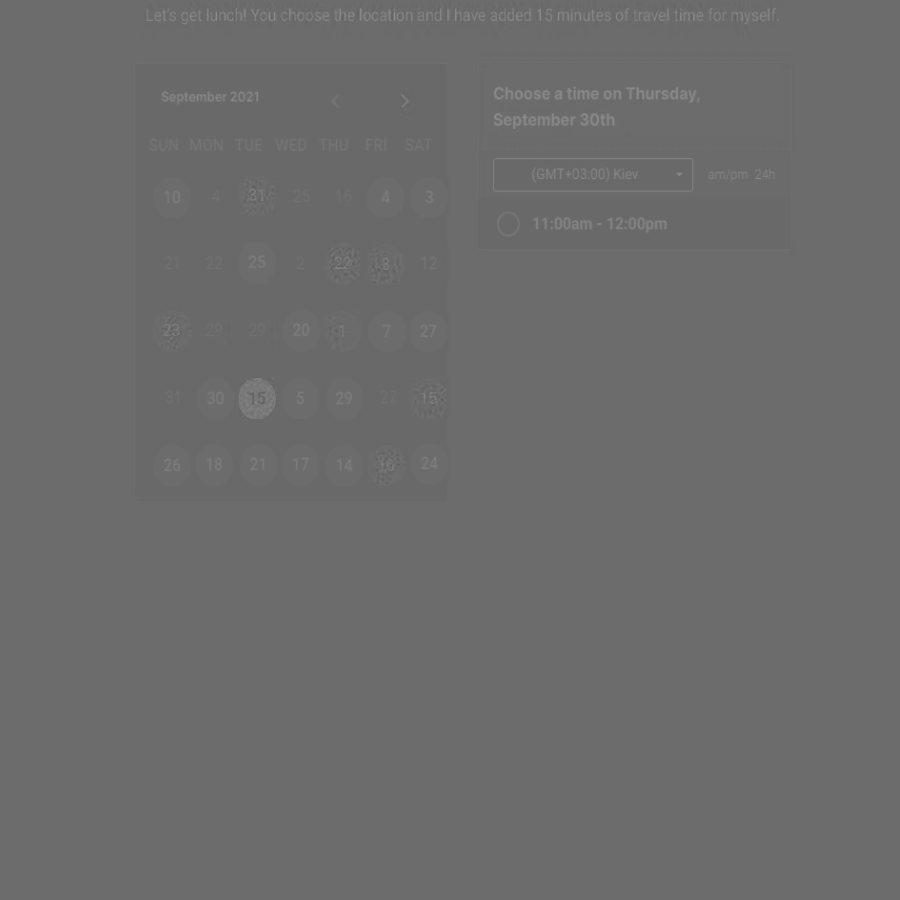 Let's get lunch! You choose the location and I have added 15 minutes of travel time for myself.
September 2021
SUN MON TUE WED THU FRI SAT
10 4 31 25 16 4 3
21 22 25 2 22 12
23 29 29 20 1 7 27
31 30 15 5 29 27 15
26 18 21 17 14 16 24
Choose a time on Thursday,
September 30th
(GMT+03:00) Kiev
am/pm 24h
11:00am - 12:00pm